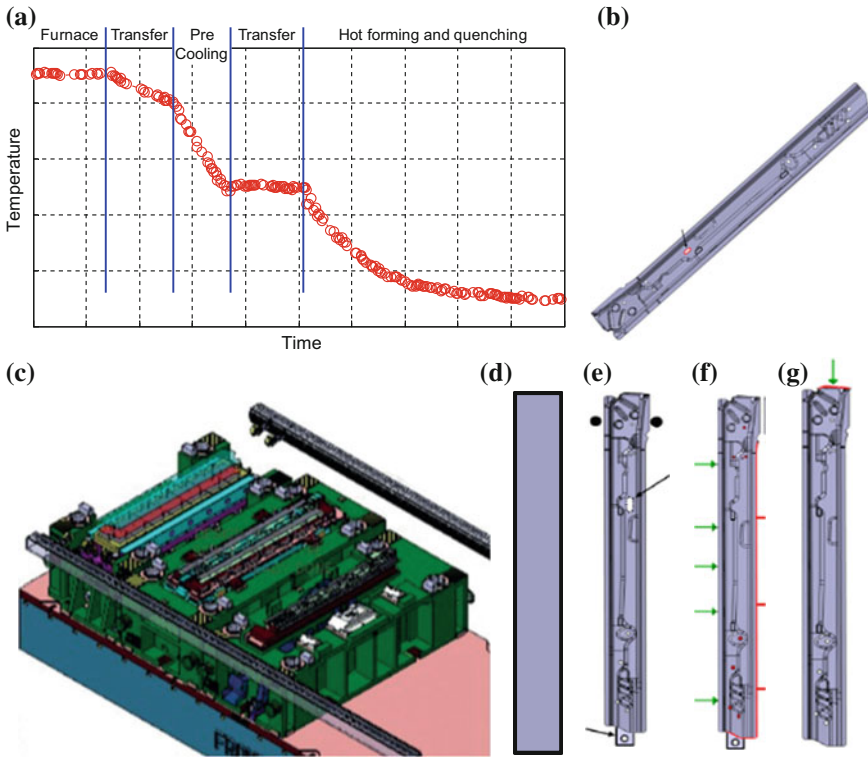 (a)
Furnace Transfer Pre Cooling Transfer Hot forming and quenching
Temperature
Time
(b)
(c)
(d)
(e)
(f)
(g)